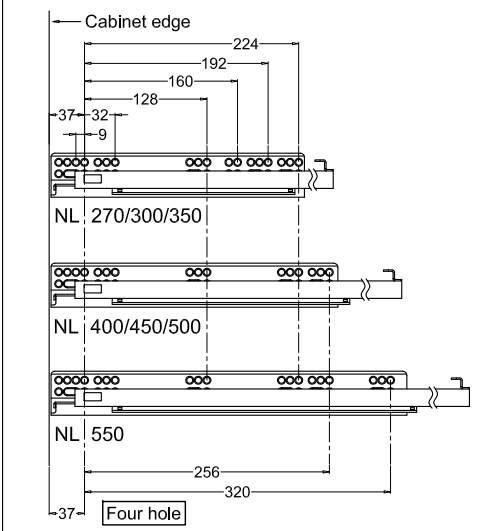 Cabinet edge
224
192
160
128
37 32
9
NL 270/300/350
NL 400/450/500
NL 550
256
320
37 Four hole